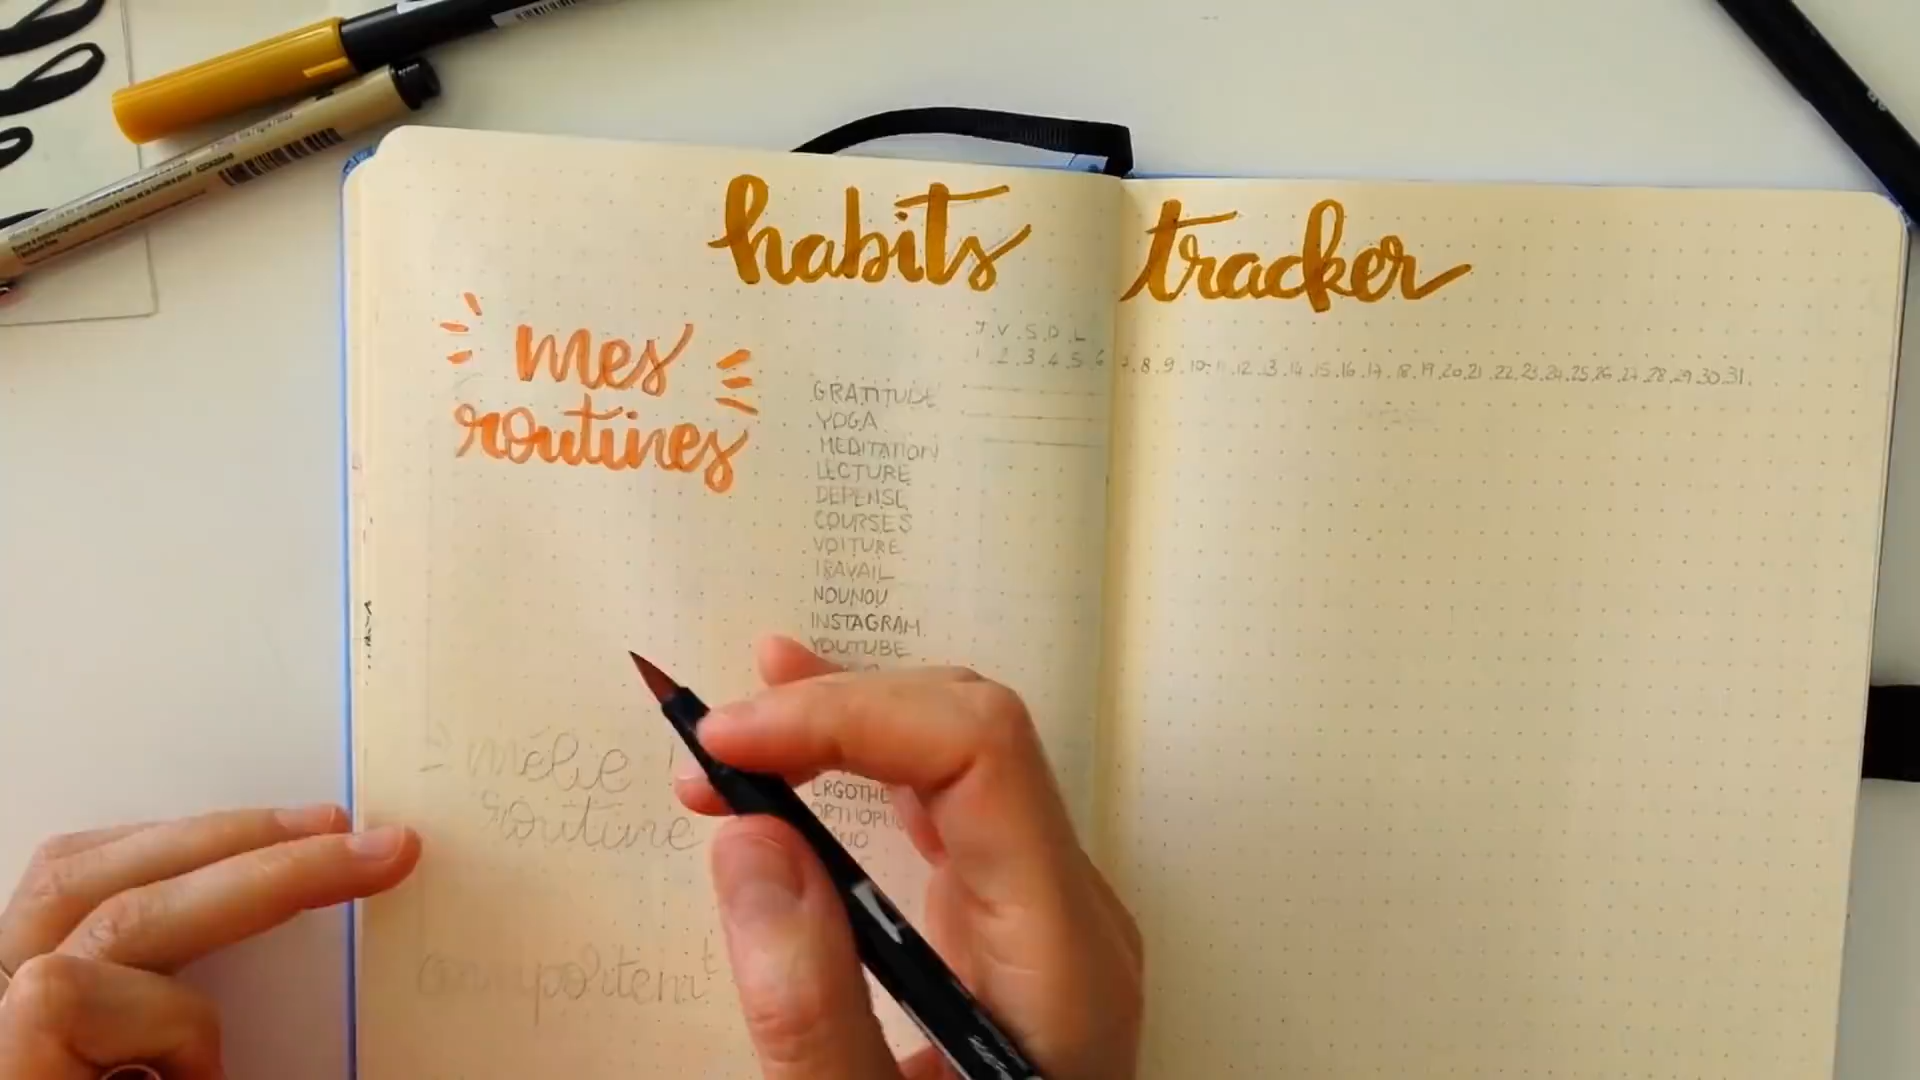 habits tracker
mes
routines
J.V.S.D.L
1.2.3.4.5.6.7.8.9.10.11.12.13.14.15.16.17.18.19.20.21.22.23.24.25.26.27.28.29.30.31.
GRATITUDE
YOGA
MEDITATION
LECTURE
DEPENSE
COURSES
VOITURE
TRAVAIL
NOUNOU
INSTAGRAM
YOUTUBE
mélie
routine
ERGOTHE
ORTHOPH
comportemt